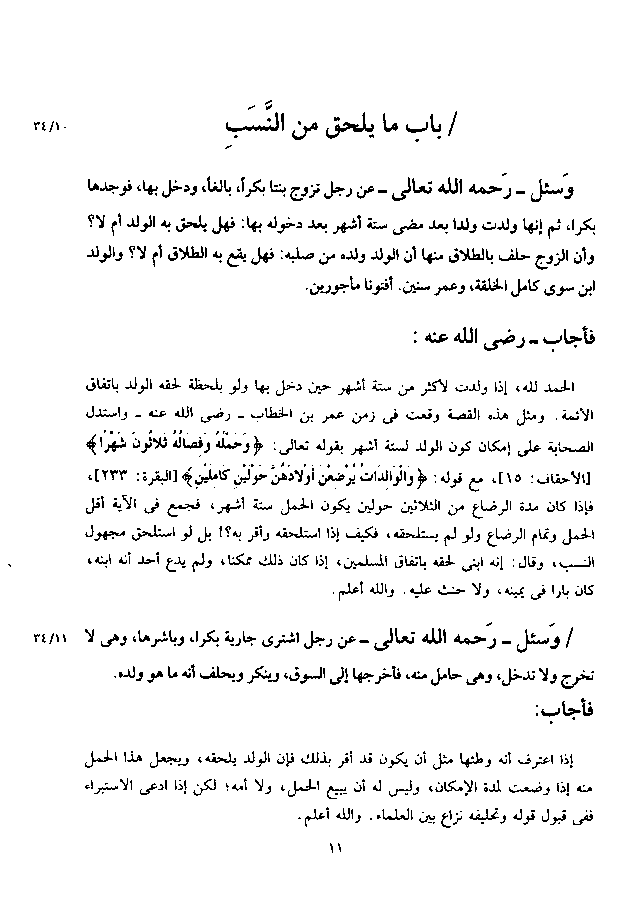 ٣٤/١٠ / باب ما يلحق من النَّسَبِ
وَسئل ـ رَحمه الله تعالى ـ عن رجل تزوج بنتا بكراً، بالغاً، ودخل بها، فوجدها
بكرا، ثم إنها ولدت ولدا بعد مضى ستة أشهر بعد دخوله بها: فهل يلحق به الولد أم لا؟
وأن الزوج حلف بالطلاق منها أن الولد ولده من صلبه: فهل يقع به الطلاق أم لا؟ والولد
ابن سوى كامل الخلقة، وعمر سنين. أفتونا مأجورين.
فأجاب ـ رضى الله عنه :
الحمد لله، إذا ولدت لأكثر من ستة أشهر حين دخل بها ولو بلحظة لحقه الولد باتفاق
الأئمة. ومثل هذه القصة وقعت فى زمن عمر بن الخطاب ـ رضى الله عنه ـ واستدل
الصحابة على إمكان كون الولد لستة أشهر بقوله تعالى: ﴿وَحَمْلُهُ وَفِصَالُهُ ثَلاثُونَ شَهْرًا﴾
[الأحقاف: ١٥]، مع قوله: ﴿وَالْوَالِدَاتُ يُرْضِعْنَ أَوْلادَهُنَّ حَوْلَيْنِ كَامِلَيْنِ﴾ [البقرة: ٢٣٣]،
فإذا كان مدة الرضاع من الثلاثين حولين يكون الحمل ستة أشهر، فجمع فى الآية أقل
الحمل وتمام الرضاع ولو لم يستلحقه، فكيف إذا استلحقه وأقر به؟! بل لو استلحق مجهول
النسب، وقال: إنه ابنى لحقه باتفاق المسلمين، إذا كان ذلك ممكنا، ولم يدع أحد أنه ابنه،
كان بارا فى يمينه، ولا حنث عليه. والله أعلم.
٣٤/١١ / وَسئل ـ رَحمه الله تعالى ـ عن رجل اشترى جارية بكرا، وباشرها، وهى لا
تخرج ولا تدخل، وهى حامل منه، فأخرجها إلى السوق، وينكر ويحلف أنه ما هو ولده.
فأجاب:
إذا اعترف أنه وطئها مثل أن يكون قد أقر بذلك فإن الولد يلحقه، ويجعل هذا الحمل
منه إذا وضعت لمدة الإمكان، وليس له أن يبيع الحمل، ولا أمه؛ لكن إذا ادعى الاستبراء
ففى قبول قوله وتحليفه نزاع بين العلماء. والله أعلم.
١١